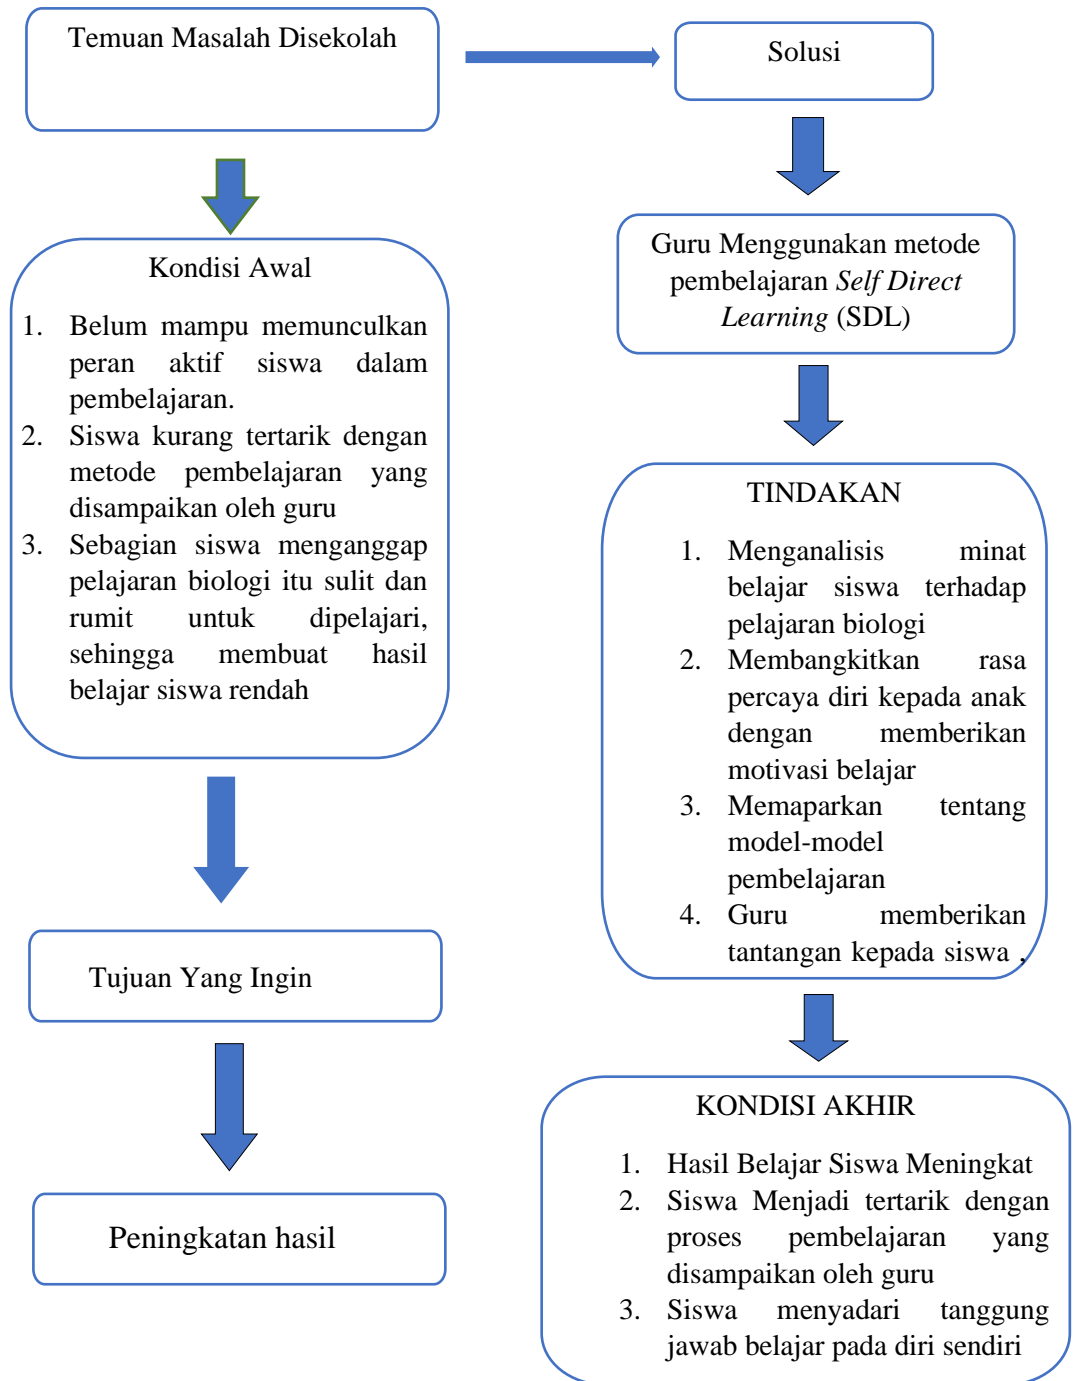 Temuan Masalah Disekolah
Solusi
Kondisi Awal
1. Belum mampu memunculkan
peran aktif siswa dalam
pembelajaran.
2. Siswa kurang tertarik dengan
metode pembelajaran yang
disampaikan oleh guru
3. Sebagian siswa menganggap
pelajaran biologi itu sulit dan
rumit untuk dipelajari,
sehingga membuat hasil
belajar siswa rendah
Tujuan Yang Ingin
Peningkatan hasil
Guru Menggunakan metode
pembelajaran Self Direct
Learning (SDL)
TINDAKAN
1. Menganalisis minat
belajar siswa terhadap
pelajaran biologi
2. Membangkitkan rasa
percaya diri kepada anak
dengan memberikan
motivasi belajar
3. Memaparkan tentang
model-model
pembelajaran
4. Guru memberikan
tantangan kepada siswa ,
KONDISI AKHIR
1. Hasil Belajar Siswa Meningkat
2. Siswa Menjadi tertarik dengan
proses pembelajaran yang
disampaikan oleh guru
3. Siswa menyadari tanggung
jawab belajar pada diri sendiri